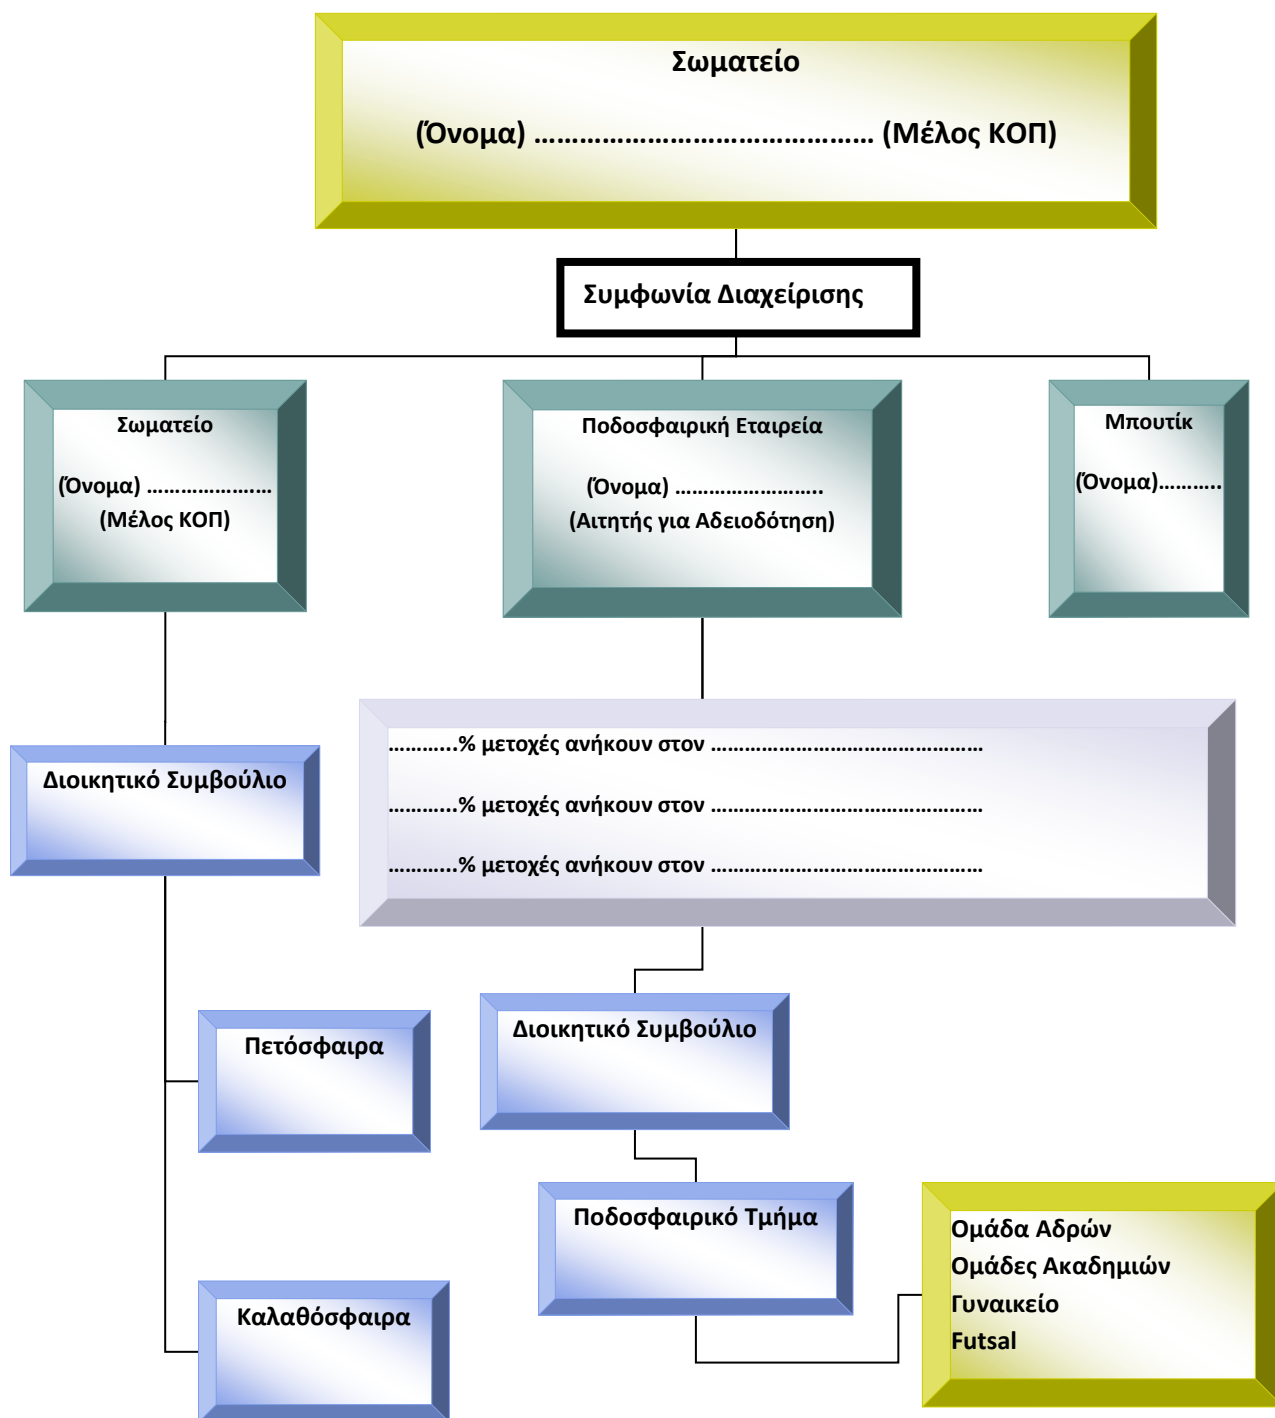 Σωματείο
(Όνομα) ……………………………………… (Μέλος ΚΟΠ)
Συμφωνία Διαχείρισης
Σωματείο
(Όνομα) ……………….…
(Μέλος ΚΟΠ)
Ποδοσφαιρική Εταιρεία
(Όνομα) ……………………..
(Αιτητής για Αδειοδότηση)
Μπουτίκ
(Όνομα)………..
………...% μετοχές ανήκουν στον ………………………………………….
………...% μετοχές ανήκουν στον ………………………………………….
………...% μετοχές ανήκουν στον ………………………………………….
Διοικητικό Συμβούλιο
Διοικητικό Συμβούλιο
Πετόσφαιρα
Ποδοσφαιρικό Τμήμα
Ομάδα Αδρών
Ομάδες Ακαδημιών
Γυναικείο
Futsal
Καλαθόσφαιρα